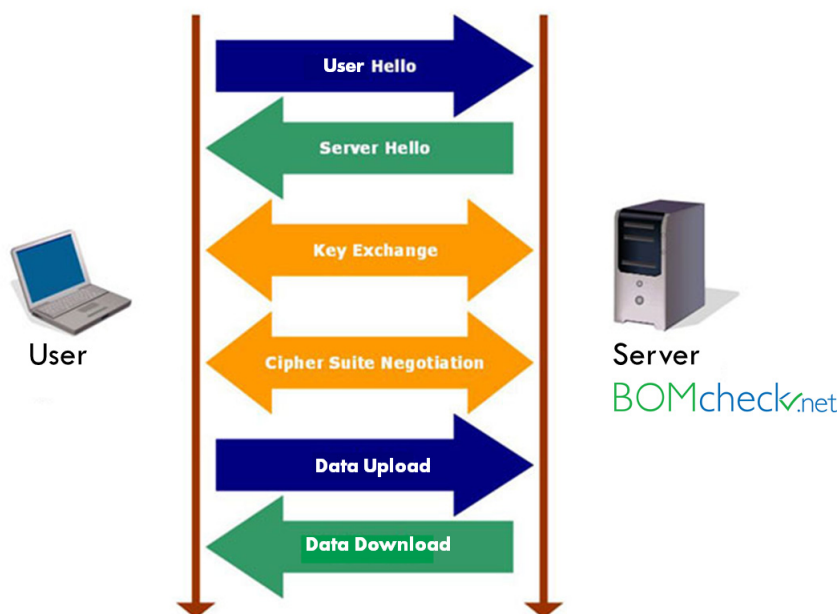 User Hello
Server Hello
Key Exchange
Cipher Suite Negotiation
Data Upload
Data Download
User
Server
BOMcheck.net